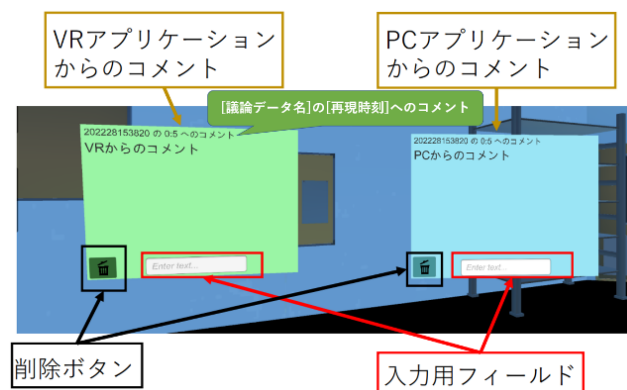 VRアプリケーション
からのコメント
PCアプリケーション
からのコメント
[議論データ名]の[再現時刻]へのコメント
202228153820 の 0:5 へのコメント
VRからのコメント
202228153820 の 0:5 へのコメント
PCからのコメント
Enter text...
Enter text...
削除ボタン
入力用フィールド